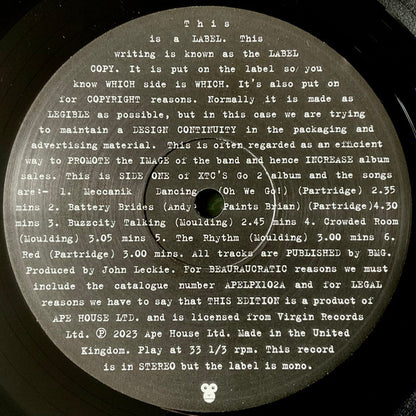 This
is a LABEL. This
writing is known as the LABEL
COPY. It is put on the label so you
know WHICH side is WHICH. It's also put on
for COPYRIGHT reasons. Normally it is made as
LEGIBLE as possible, but in this case we are trying
to maintain a DESIGN CONTINUITY in the packaging and
advertising material. This is often regarded as an efficient
way to PROMOTE the IMAGE of the band and hence INCREASE album
sales. This is SIDE ONE of XTC'S Go 2 album and the songs
are:- 1. Meccanik Dancing (Oh We Go!) (Partridge) 2.35
mins 2. Battery Brides (Andy Paints Brian) (Partridge)4.30
mins 3. Buzzcity Talking (Moulding) 2.45 mins 4. Crowded Room
(Moulding) 3.05 mins 5. The Rhythm (Moulding) 3.00 mins 6.
Red (Partridge) 3.00 mins. All tracks are PUBLISHED by BMG.
Produced by John Leckie. For BEAURAUCRATIC reasons we must
include the catalogue number APELPX102A and for LEGAL
reasons we have to say that THIS EDITION is a product of
APE HOUSE LTD. and is licensed from Virgin Records
Ltd. ℗ 2023 Ape House Ltd. Made in the United
Kingdom. Play at 33 1/3 rpm. This record
is in STEREO but the label is mono.